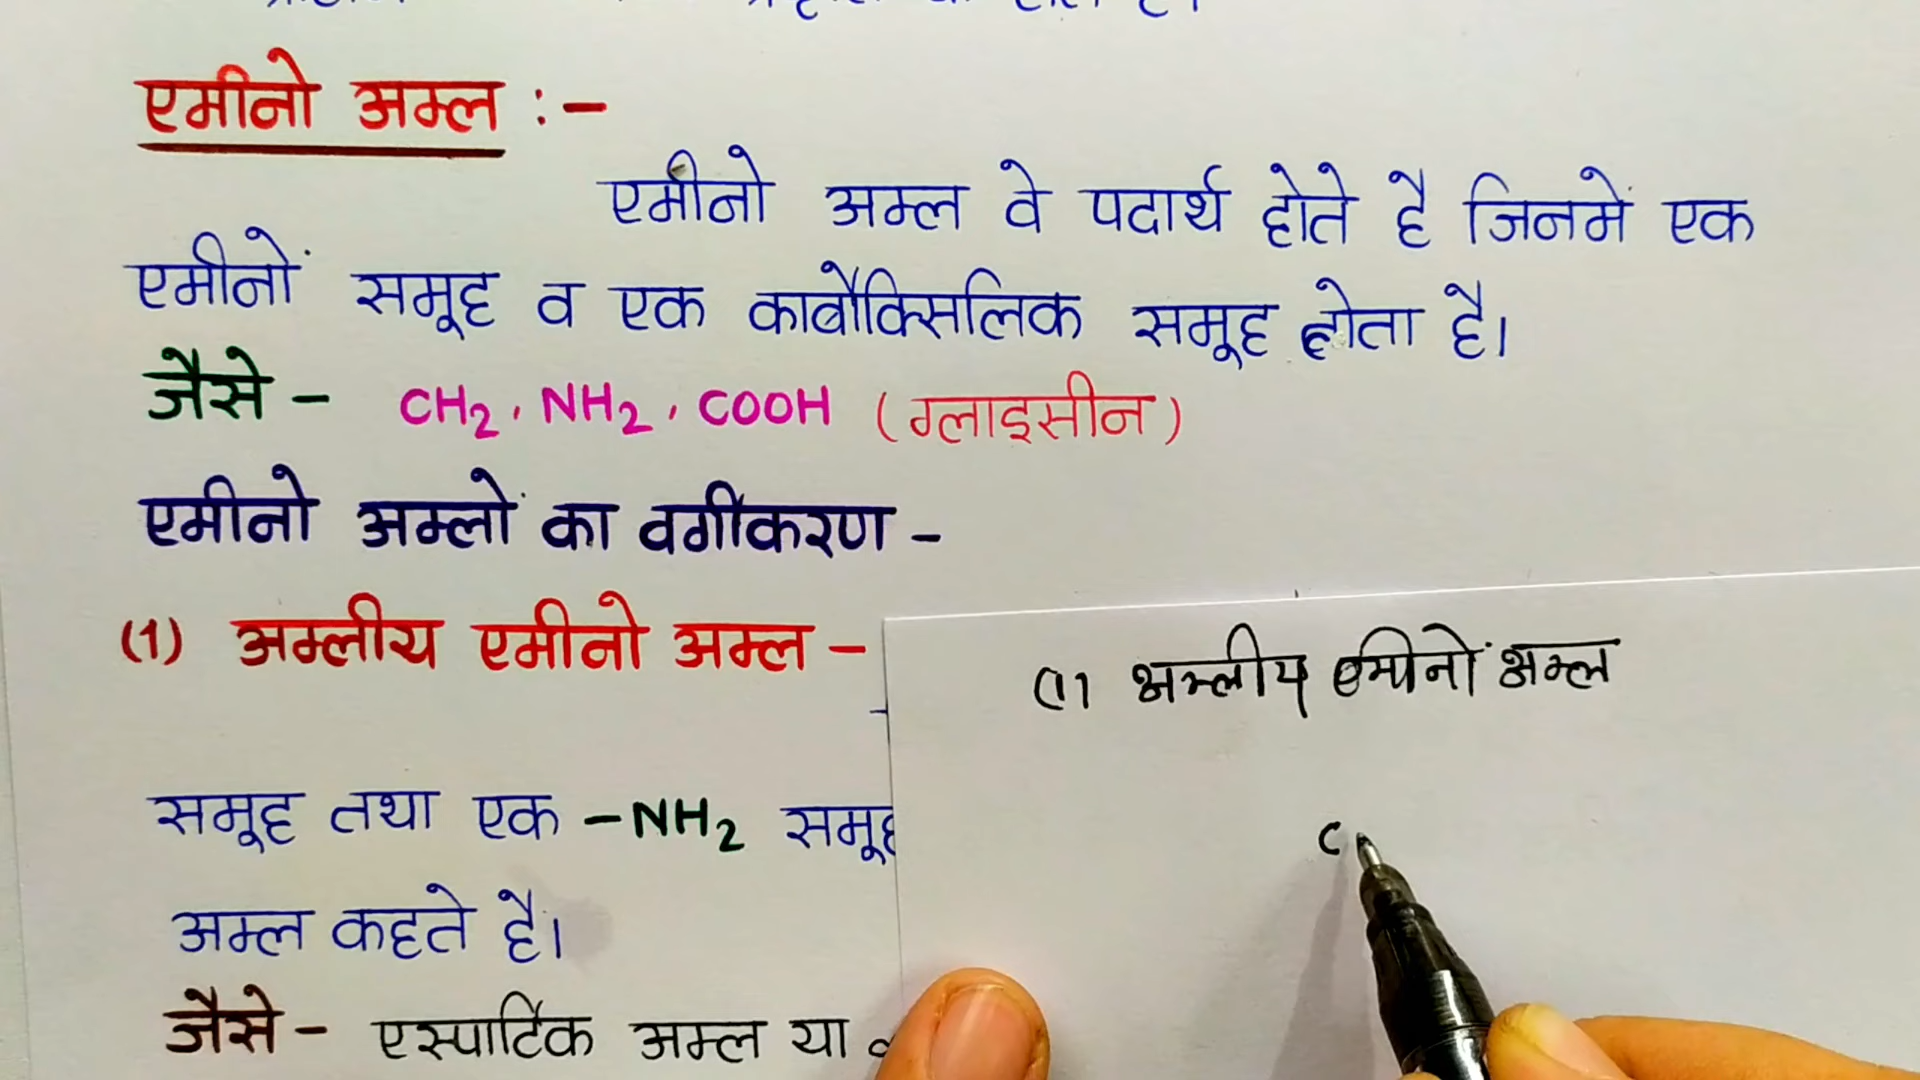 एमीनो अम्ल :-
एमीनो अम्ल वे पदार्थ होते है जिनमें एक
एमीनों समूह व एक कार्बोक्सिलिक समूह होता है।
जैसे - CH2 . NH2 . COOH (ग्लाइसीन)
एमीनो अम्लों का वर्गीकरण -
(1) अम्लीय एमीनो अम्ल -
समूह तथा एक -NH2 समूह
अम्ल कहते है।
जैसे - एस्पार्टिक अम्ल या
(1) अम्लीय एमीनों अम्ल
C